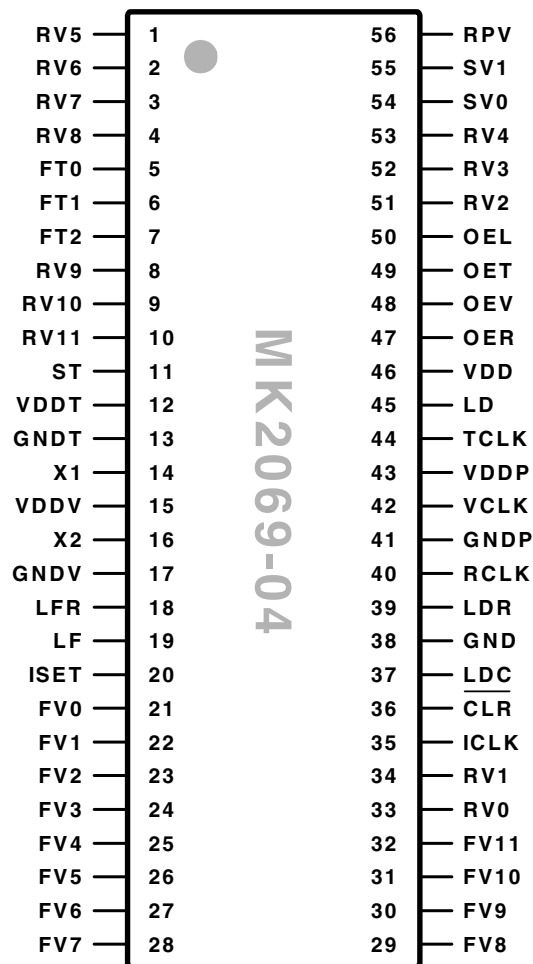 RV5 1 56 RPV
RV6 2 55 SV1
RV7 3 54 SV0
RV8 4 53 RV4
FT0 5 52 RV3
FT1 6 51 RV2
FT2 7 50 OEL
RV9 8 49 OET
RV10 9 48 OEV
RV11 10 47 OER
ST 11 46 VDD
VDDT 12 45 LD
GNDT 13 44 TCLK
X1 14 43 VDDP
VDDV 15 42 VCLK
X2 16 41 GNDP
GNDV 17 40 RCLK
LFR 18 39 LDR
LF 19 38 GND
ISET 20 37 LDC
FV0 21 36 CLR
FV1 22 35 ICLK
FV2 23 34 RV1
FV3 24 33 RV0
FV4 25 32 FV11
FV5 26 31 FV10
FV6 27 30 FV9
FV7 28 29 FV8
MK2069-04